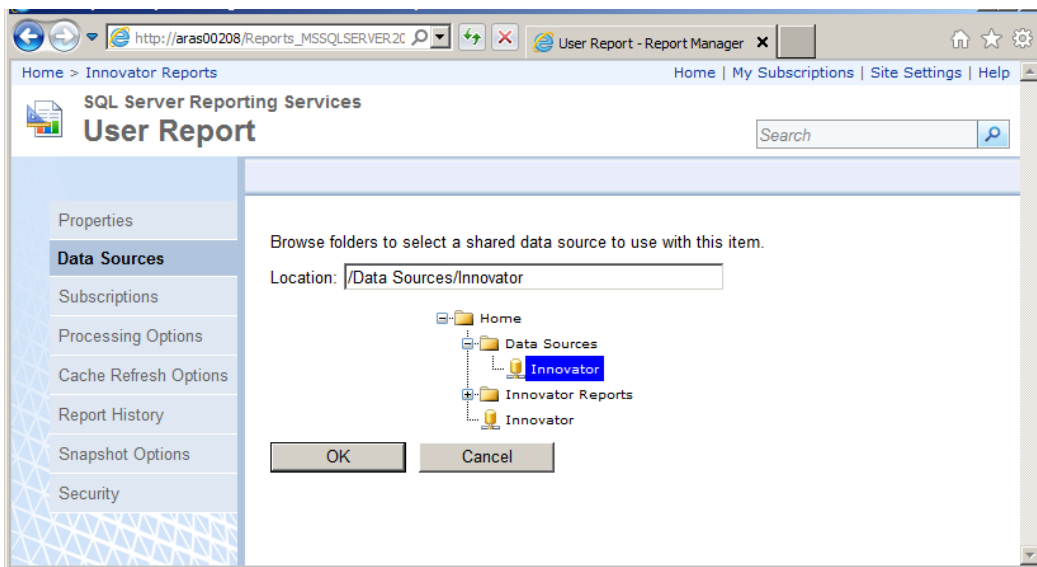 http://aras00208/Reports_MSSQLSERVER20
User Report - Report Manager
Home > Innovator Reports
Home | My Subscriptions | Site Settings | Help
SQL Server Reporting Services
User Report
Search
Properties
Data Sources
Subscriptions
Processing Options
Cache Refresh Options
Report History
Snapshot Options
Security
Browse folders to select a shared data source to use with this item.
Location: /Data Sources/Innovator
Home
Data Sources
Innovator
Innovator Reports
Innovator
OK Cancel